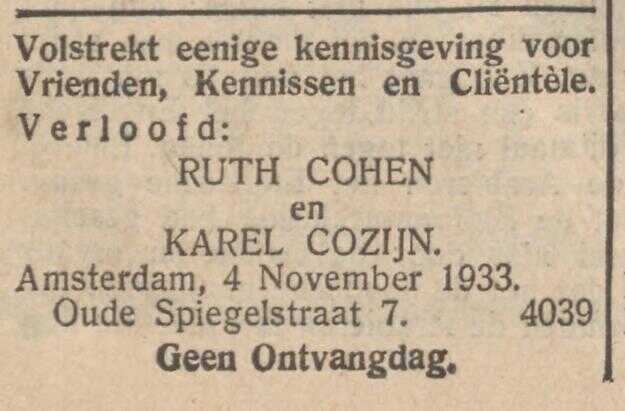 Volstrekt eenige kennisgeving voor
Vrienden, Kennissen en Cliëntèle.
Verloofd:
RUTH COHEN
en
KAREL COZIJN.
Amsterdam, 4 November 1933.
Oude Spiegelstraat 7. 4039
Geen Ontvangdag.